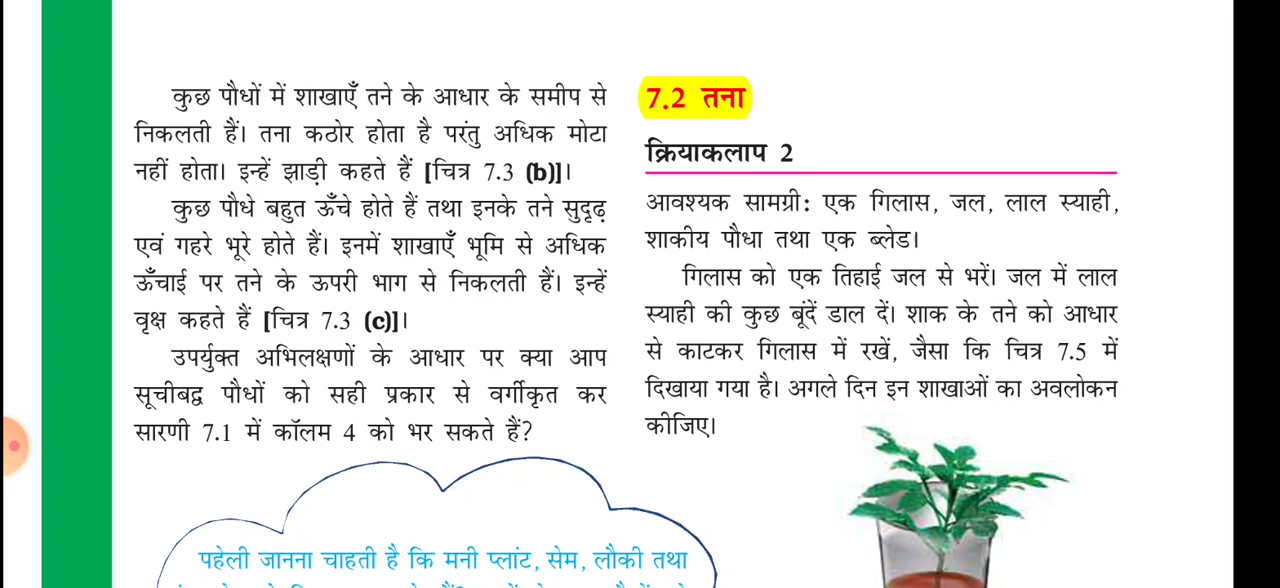 कुछ पौधों में शाखाएँ तने के आधार के समीप से
निकलती हैं। तना कठोर होता है परंतु अधिक मोटा
नहीं होता। इन्हें झाड़ी कहते हैं [चित्र 7.3 (b)]।
कुछ पौधे बहुत ऊँचे होते हैं तथा इनके तने सुदृढ़
एवं गहरे भूरे होते हैं। इनमें शाखाएँ भूमि से अधिक
ऊँचाई पर तने के ऊपरी भाग से निकलती हैं। इन्हें
वृक्ष कहते हैं [चित्र 7.3 (c)]।
उपर्युक्त अभिलक्षणों के आधार पर क्या आप
सूचीबद्व पौधों को सही प्रकार से वर्गीकृत कर
सारणी 7.1 में कॉलम 4 को भर सकते हैं?
पहेली जानना चाहती है कि मनी प्लांट, सेम, लौकी तथा
7.2 तना
क्रियाकलाप 2
आवश्यक सामग्री: एक गिलास, जल, लाल स्याही,
शाकीय पौधा तथा एक ब्लेड।
गिलास को एक तिहाई जल से भरें। जल में लाल
स्याही की कुछ बूंदें डाल दें। शाक के तने को आधार
से काटकर गिलास में रखें, जैसा कि चित्र 7.5 में
दिखाया गया है। अगले दिन इन शाखाओं का अवलोकन
कीजिए।